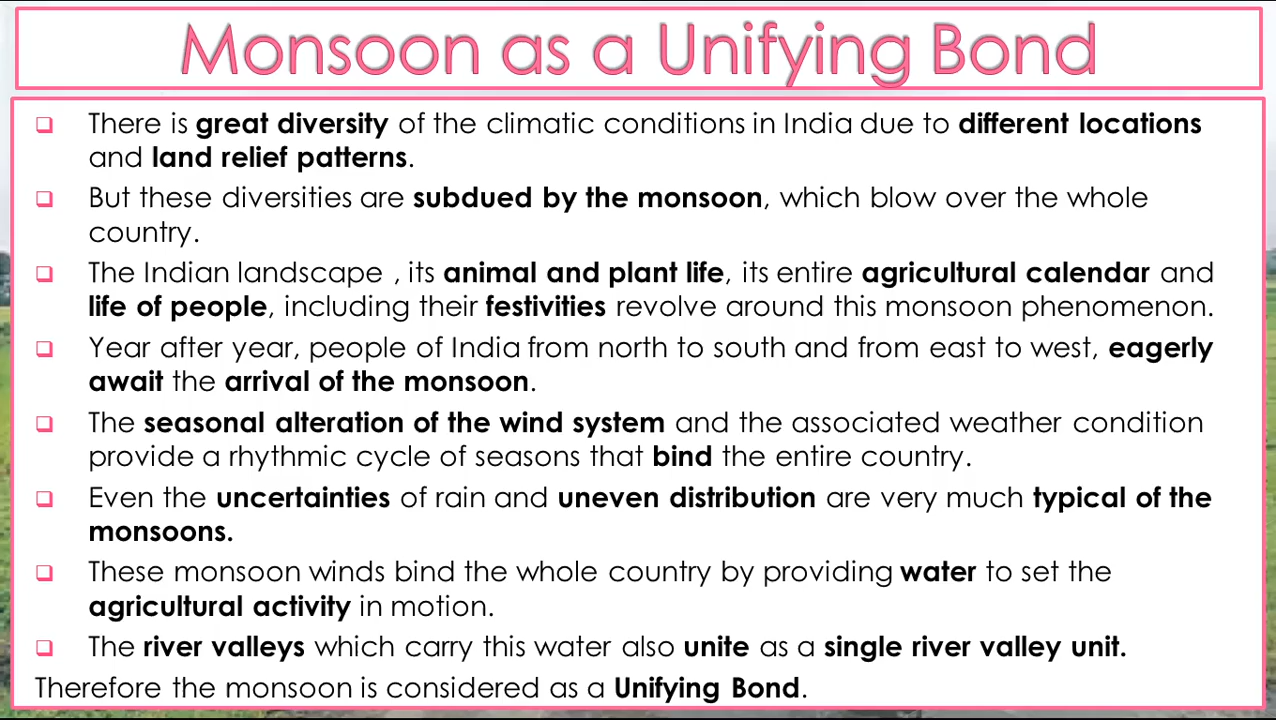 Monsoon as a Unifying Bond
There is great diversity of the climatic conditions in India due to different locations
and land relief patterns.
But these diversities are subdued by the monsoon, which blow over the whole
country.
The Indian landscape , its animal and plant life, its entire agricultural calendar and
life of people, including their festivities revolve around this monsoon phenomenon.
Year after year, people of India from north to south and from east to west, eagerly
await the arrival of the monsoon.
The seasonal alteration of the wind system and the associated weather condition
provide a rhythmic cycle of seasons that bind the entire country.
Even the uncertainties of rain and uneven distribution are very much typical of the
monsoons.
These monsoon winds bind the whole country by providing water to set the
agricultural activity in motion.
The river valleys which carry this water also unite as a single river valley unit.
Therefore the monsoon is considered as a Unifying Bond.